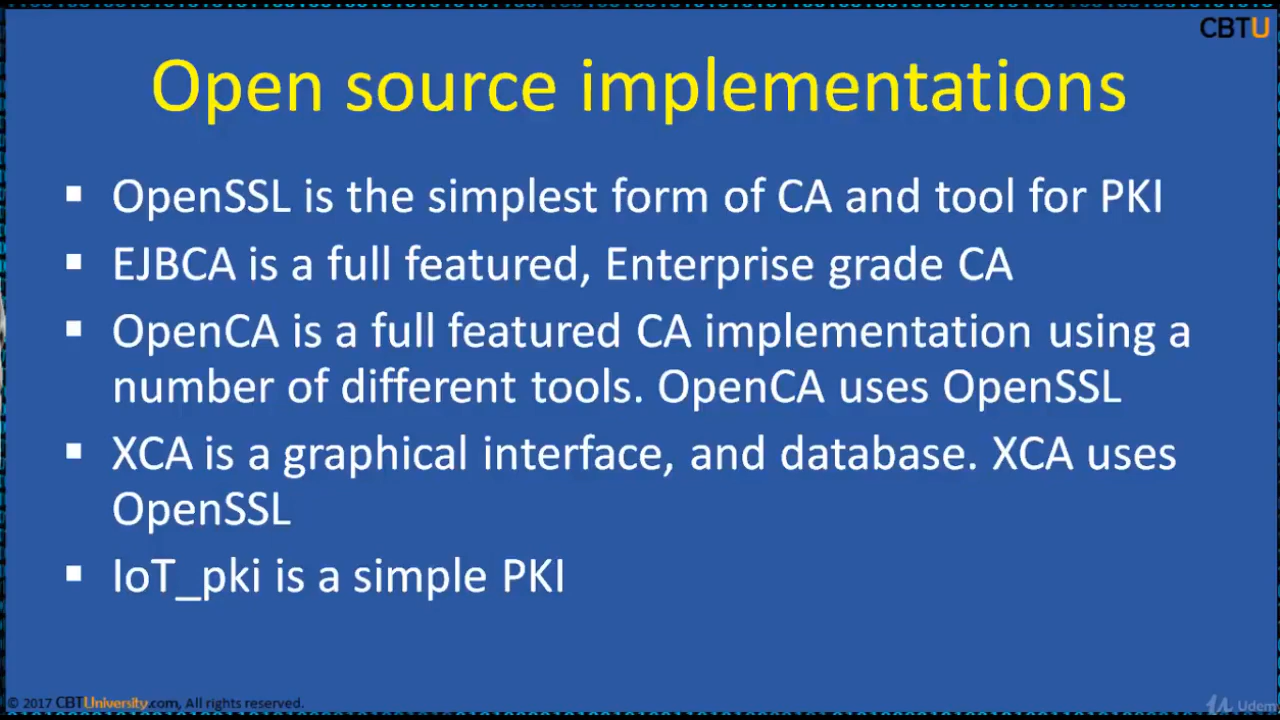 CBTU
Open source implementations
▪ OpenSSL is the simplest form of CA and tool for PKI
▪ EJBCA is a full featured, Enterprise grade CA
▪ OpenCA is a full featured CA implementation using a
number of different tools. OpenCA uses OpenSSL
▪ XCA is a graphical interface, and database. XCA uses
OpenSSL
▪ IoT_pki is a simple PKI
© 2017 CBTUniversity.com, All rights reserved.